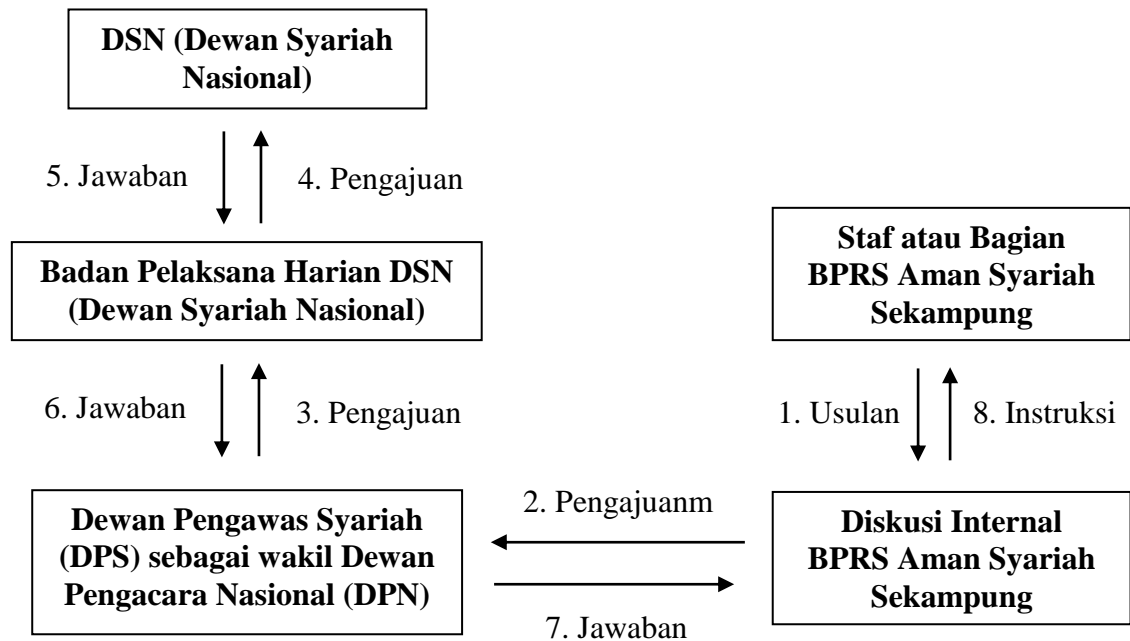 DSN (Dewan Syariah
Nasional)
5. Jawaban
4. Pengajuan
Badan Pelaksana Harian DSN
(Dewan Syariah Nasional)
Staf atau Bagian
BPRS Aman Syariah
Sekampung
6. Jawaban
3. Pengajuan
1. Usulan
8. Instruksi
Dewan Pengawas Syariah
(DPS) sebagai wakil Dewan
Pengacara Nasional (DPN)
2. Pengajuanm
7. Jawaban
Diskusi Internal
BPRS Aman Syariah
Sekampung